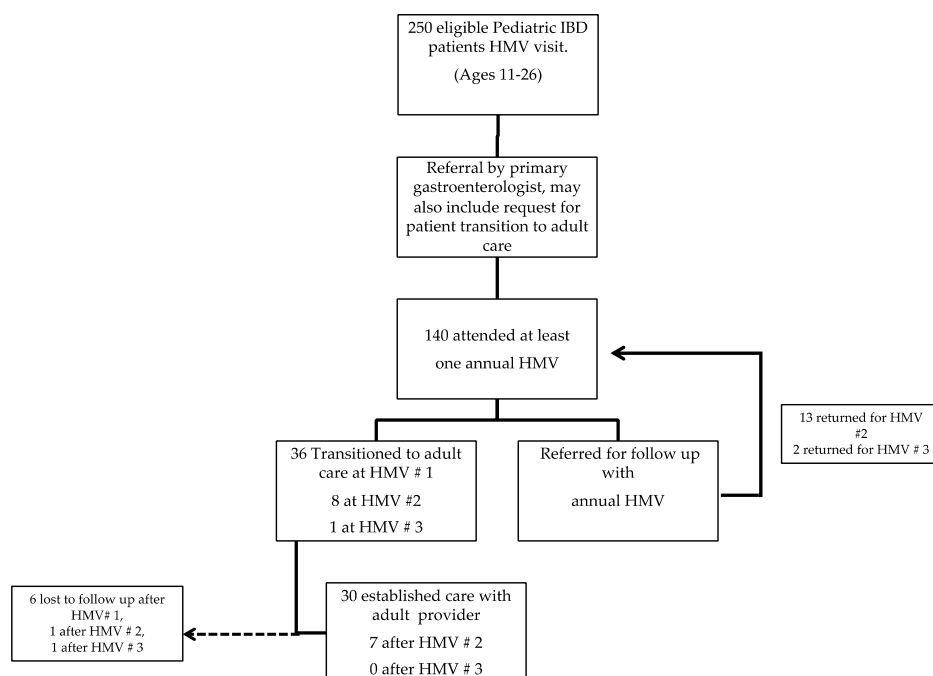 250 eligible Pediatric IBD
patients HMV visit.
(Ages 11-26)
Referral by primary
gastroenterologist, may
also include request for
patient transition to adult
care
140 attended at least
one annual HMV
13 returned for HMV
#2
2 returned for HMV # 3
36 Transitioned to adult
care at HMV # 1
8 at HMV #2
1 at HMV # 3
Referred for follow up
with
annual HMV
6 lost to follow up after
HMV# 1,
1 after HMV # 2,
1 after HMV # 3
30 established care with
adult provider
7 after HMV # 2
0 after HMV # 3